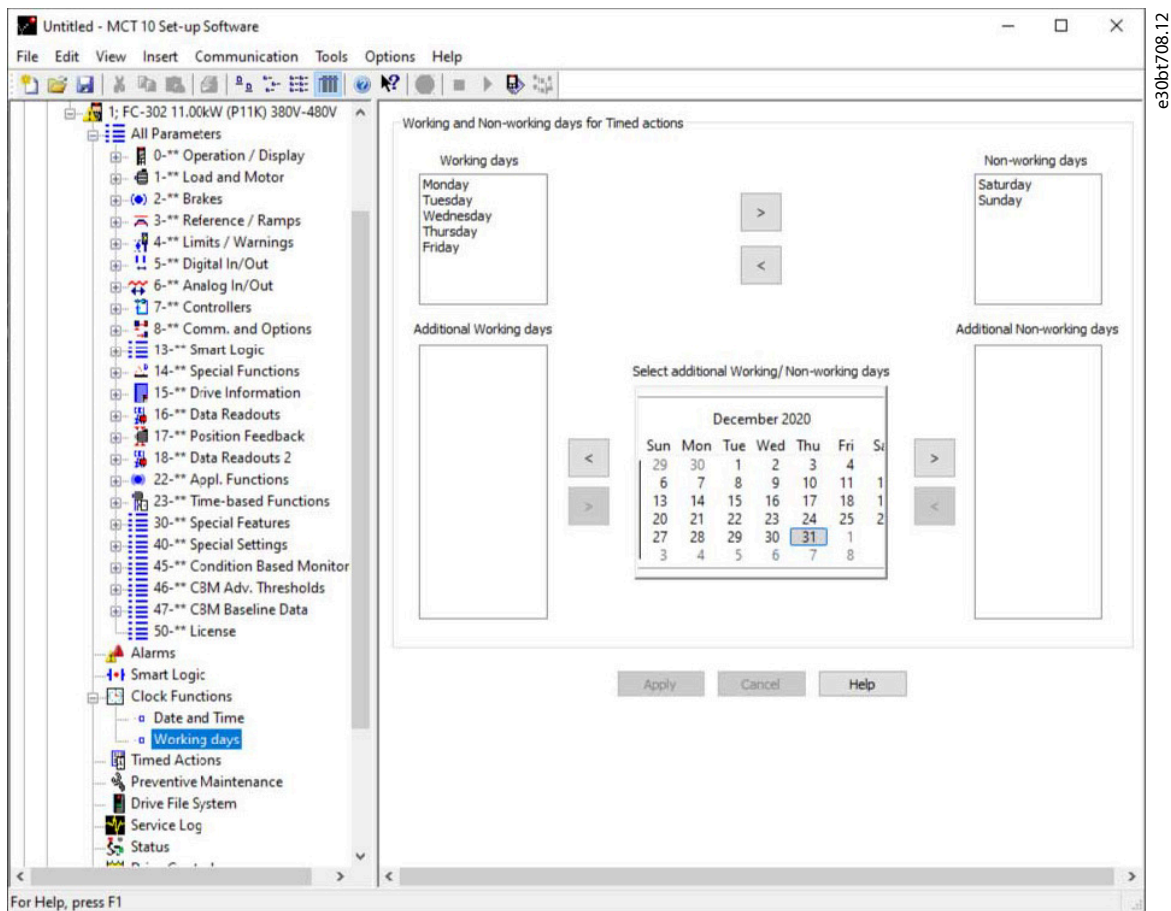 Untitled - MCT 10 Set-up Software
File Edit View Insert Communication Tools Options Help
1; FC-302 11.00kW (P11K) 380V-480V
All Parameters
0-** Operation / Display
1-** Load and Motor
2-** Brakes
3-** Reference / Ramps
4-** Limits / Warnings
5-** Digital In/Out
6-** Analog In/Out
7-** Controllers
8-** Comm. and Options
13-** Smart Logic
14-** Special Functions
15-** Drive Information
16-** Data Readouts
17-** Position Feedback
18-** Data Readouts 2
22-** Appl. Functions
23-** Time-based Functions
30-** Special Features
40-** Special Settings
45-** Condition Based Monitor
46-** CBM Adv. Thresholds
47-** CBM Baseline Data
50-** License
Alarms
Smart Logic
Clock Functions
Date and Time
Working days
Timed Actions
Preventive Maintenance
Drive File System
Service Log
Status
Working and Non-working days for Timed actions
Working days
Monday
Tuesday
Wednesday
Thursday
Friday
>
<
Non-working days
Saturday
Sunday
Additional Working days
<
>
Select additional Working/ Non-working days
December 2020
Sun Mon Tue Wed Thu Fri Sa
29 30 1 2 3 4
6 7 8 9 10 11 1
13 14 15 16 17 18 1
20 21 22 23 24 25 2
27 28 29 30 31 1
3 4 5 6 7 8
>
<
Additional Non-working days
Apply Cancel Help
For Help, press F1
e30bt708.12